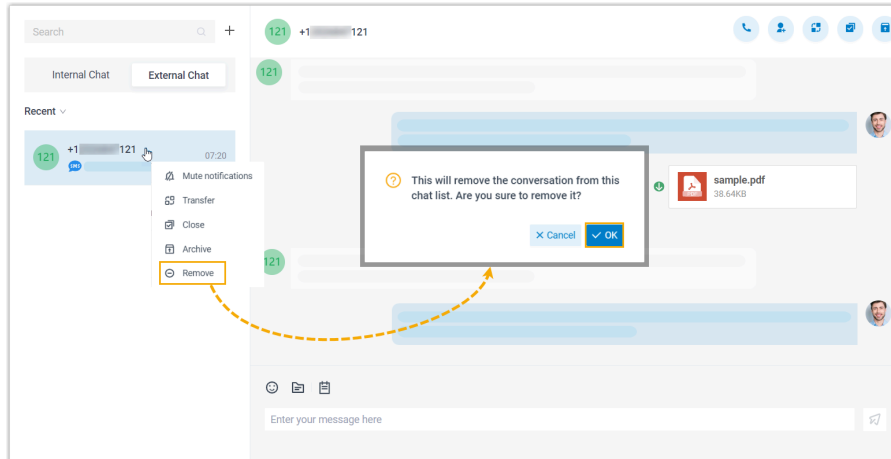 Search
Internal Chat
External Chat
Recent
121
+1 121
SMS
07:20
Mute notifications
Transfer
Close
Archive
Remove
121
+1 121
121
sample.pdf
38.64KB
This will remove the conversation from this
chat list. Are you sure to remove it?
Cancel
OK
121
Enter your message here